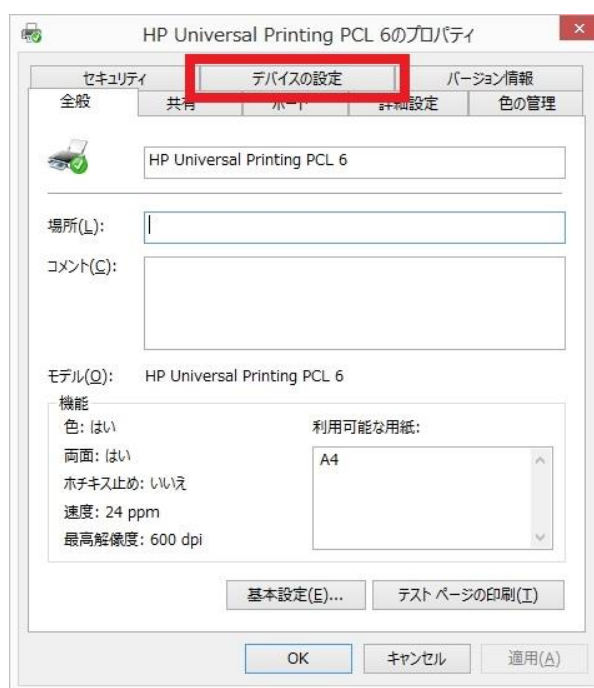 HP Universal Printing PCL 6のプロパティ
×
セキュリティ デバイスの設定 バージョン情報
全般 共有 ポート 詳細設定 色の管理
HP Universal Printing PCL 6
場所(L):
コメント(C):
モデル(O): HP Universal Printing PCL 6
機能
色: はい 利用可能な用紙:
両面: はい A4
ホチキス止め: いいえ
速度: 24 ppm
最高解像度: 600 dpi
基本設定(E)... テスト ページの印刷(T)
OK キャンセル 適用(A)